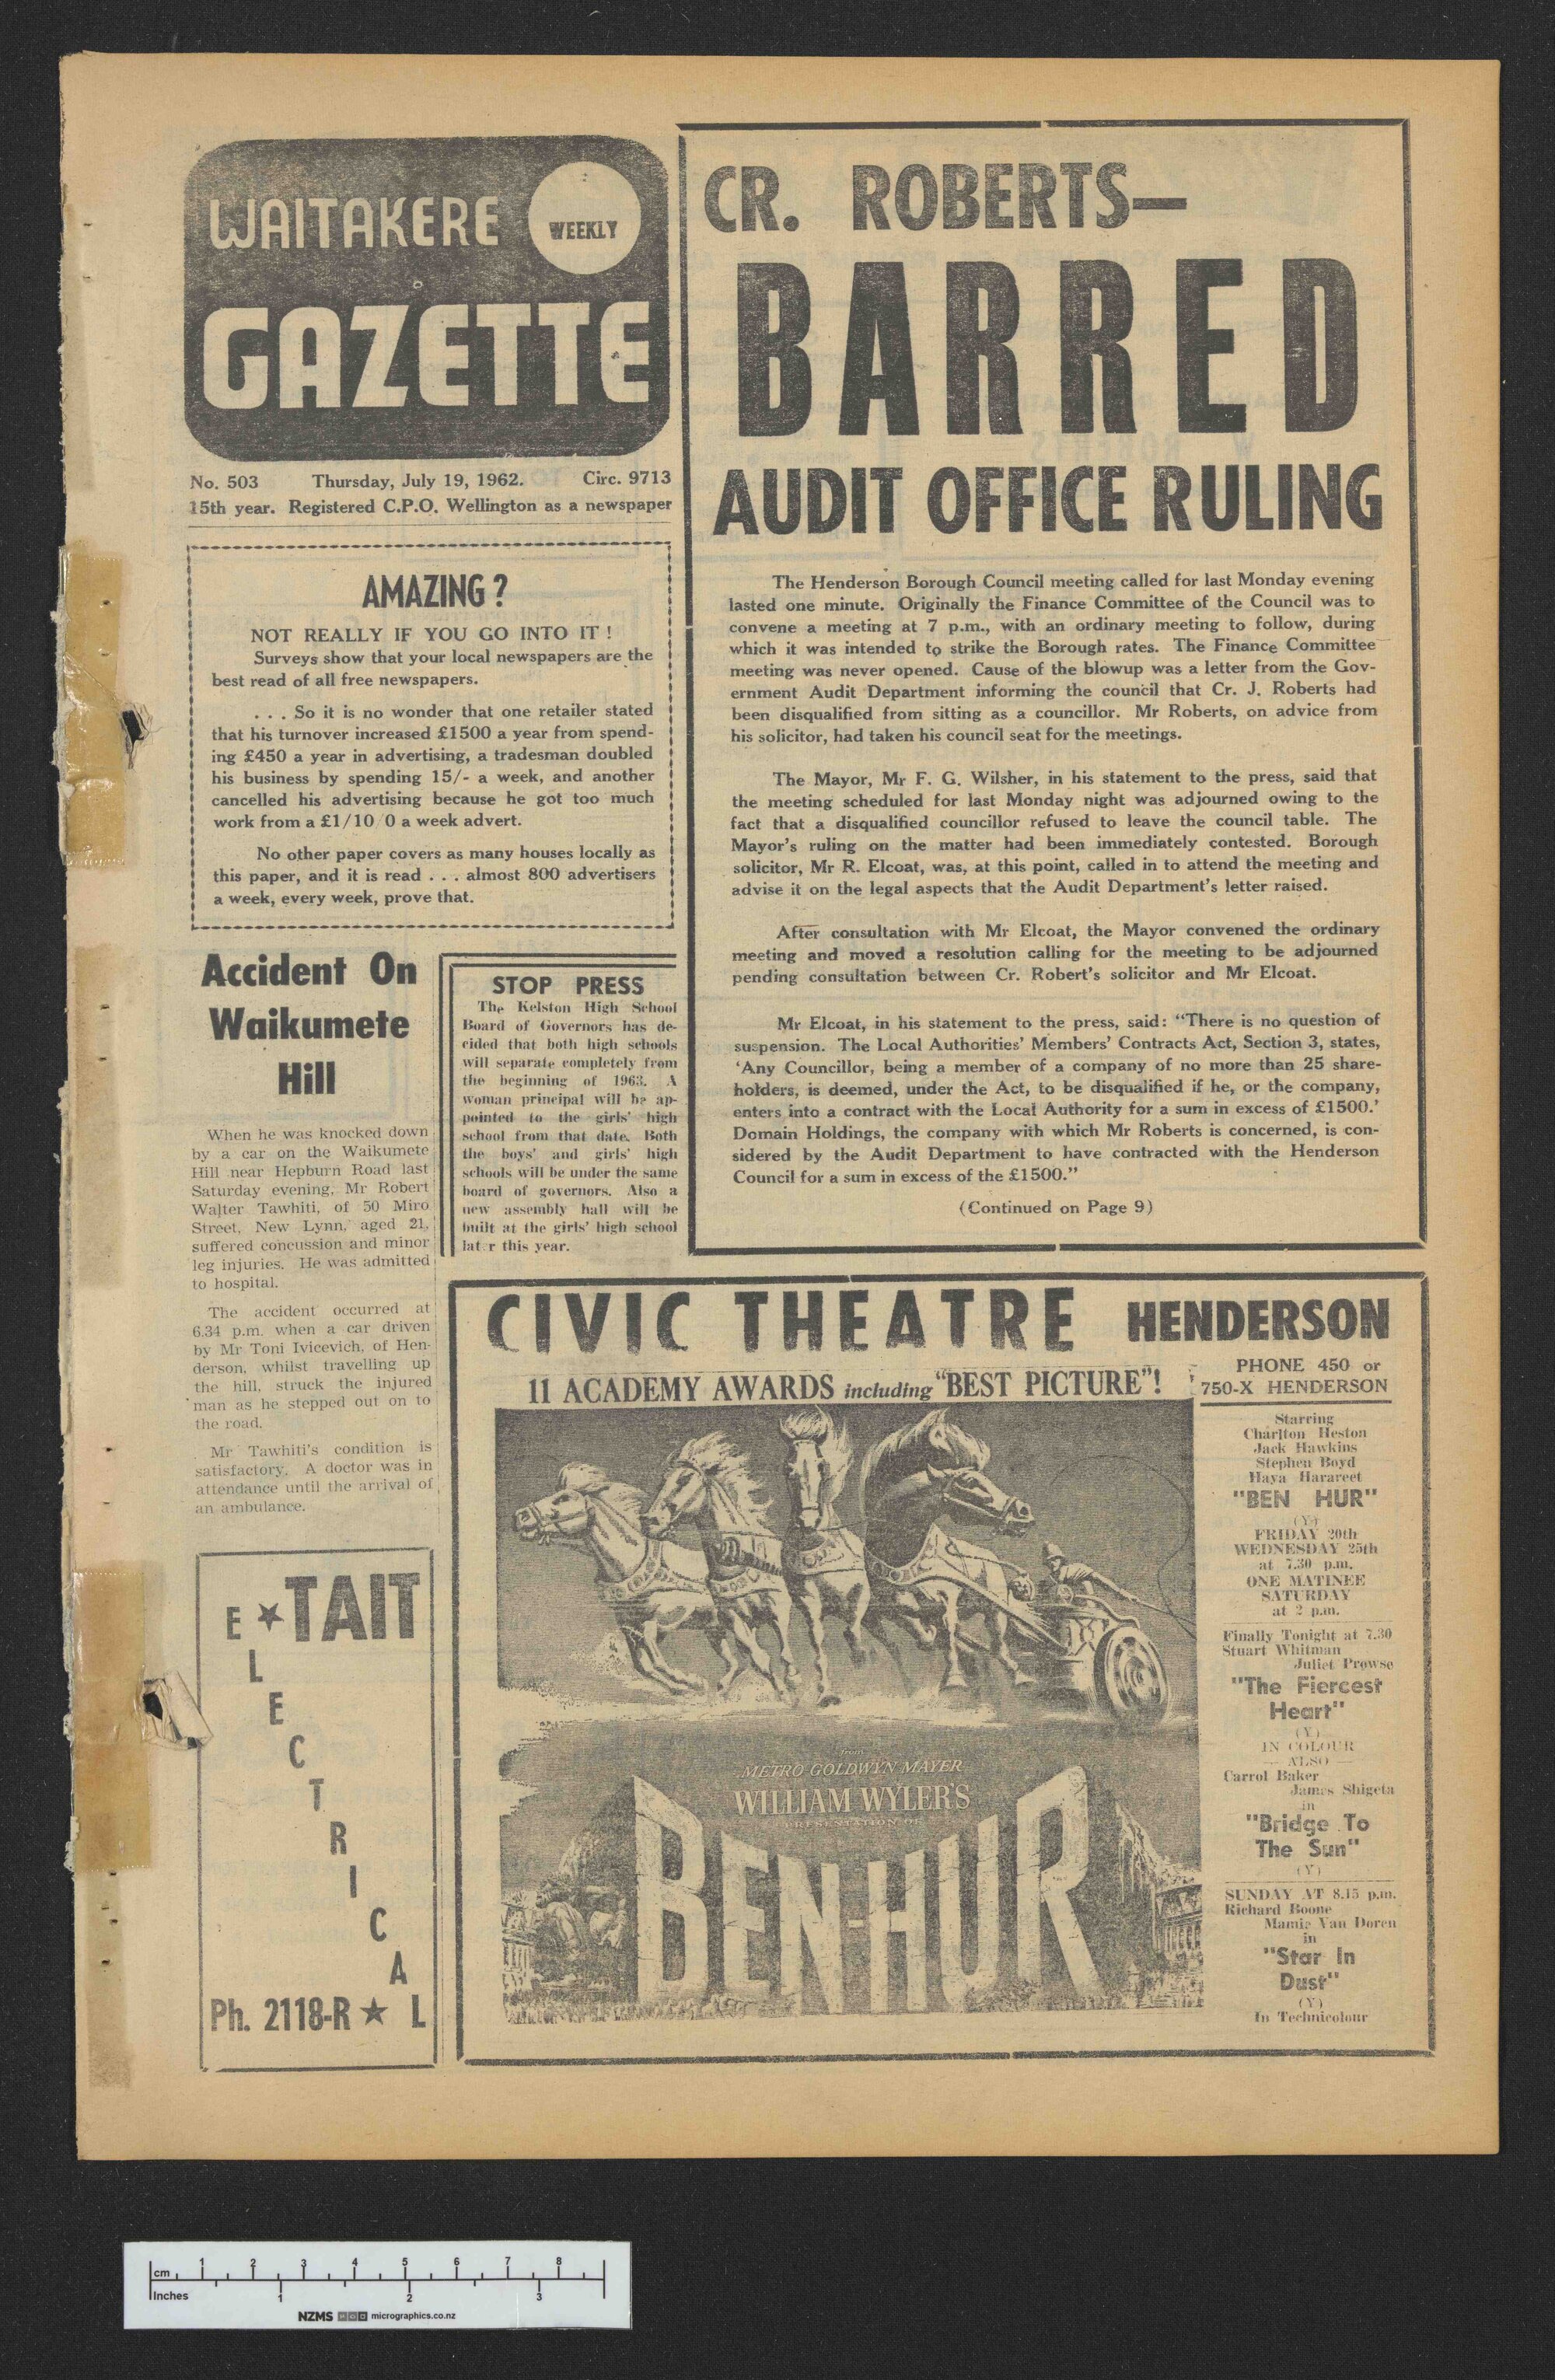 WAITAKERE
WEEKLY
GAZETTE
No. 503 Thursday, July 19, 1962. Circ. 9713
15th year. Registered C.P.O. Wellington as a newspaper
AMAZING ?
NOT REALLY IF YOU GO INTO IT !
Surveys show that your local newspapers are the
best read of all free newspapers.
. . . So it is no wonder that one retailer stated
that his turnover increased £1500 a year from spend-
ing £450 a year in advertising, a tradesman doubled
his business by spending 15/- a week, and another
cancelled his advertising because he got too much
work from a £1/10/0 a week advert.
No other paper covers as many houses locally as
this paper, and it is read . . . almost 800 advertisers
a week, every week, prove that.
Accident On
Waikumete
Hill
When he was knocked down
by a car on the Waikumete
Hill near Hepburn Road last
Saturday evening, Mr Robert
Walter Tawhiti, of 50 Miro
Street, New Lynn, aged 21,
suffered concussion and minor
leg injuries. He was admitted
to hospital.
The accident occurred at
6.34 p.m. when a car driven
by Mr Toni Ivicevich, of Hen-
derson, whilst travelling up
the hill, struck the injured
man as he stepped out on to
the road.
Mr Tawhiti's condition is
satisfactory. A doctor was in
attendance until the arrival of
an ambulance.
STOP PRESS
The Kelston High School
Board of Governors has de-
cided that both high schools
will separate completely from
the beginning of 1963. A
woman principal will be ap-
pointed to the girls' high
school from that date. Both
the boys' and girls' high
schools will be under the same
board of governors. Also a
new assembly hall will be
built at the girls' high school
lat r this year.
E ★ TAIT
L
E
C
T
R
I
C
A
Ph. 2118-R ★ L
CR. ROBERTS—
BARRED
AUDIT OFFICE RULING
The Henderson Borough Council meeting called for last Monday evening
lasted one minute. Originally the Finance Committee of the Council was to
convene a meeting at 7 p.m., with an ordinary meeting to follow, during
which it was intended to strike the Borough rates. The Finance Committee
meeting was never opened. Cause of the blowup was a letter from the Gov-
ernment Audit Department informing the council that Cr. J. Roberts had
been disqualified from sitting as a councillor. Mr Roberts, on advice from
his solicitor, had taken his council seat for the meetings.
The Mayor, Mr F. G. Wilsher, in his statement to the press, said that
the meeting scheduled for last Monday night was adjourned owing to the
fact that a disqualified councillor refused to leave the council table. The
Mayor's ruling on the matter had been immediately contested. Borough
solicitor, Mr R. Elcoat, was, at this point, called in to attend the meeting and
advise it on the legal aspects that the Audit Department's letter raised.
After consultation with Mr Elcoat, the Mayor convened the ordinary
meeting and moved a resolution calling for the meeting to be adjourned
pending consultation between Cr. Robert's solicitor and Mr Elcoat.
Mr Elcoat, in his statement to the press, said: "There is no question of
suspension. The Local Authorities' Members' Contracts Act, Section 3, states,
'Any Councillor, being a member of a company of no more than 25 share-
holders, is deemed, under the Act, to be disqualified if he, or the company,
enters into a contract with the Local Authority for a sum in excess of £1500.'
Domain Holdings, the company with which Mr Roberts is concerned, is con-
sidered by the Audit Department to have contracted with the Henderson
Council for a sum in excess of the £1500."
(Continued on Page 9)
CIVIC THEATRE HENDERSON
11 ACADEMY AWARDS including "BEST PICTURE"!
PHONE 450 or
750-X HENDERSON
from
METRO GOLDWYN MAYER
WILLIAM WYLER'S
PRESENTATION OF
BEN-HUR
Starring
Charlton Heston
Jack Hawkins
Stephen Boyd
Haya Harareet
"BEN HUR"
(Y)
FRIDAY 20th
WEDNESDAY 25th
at 7.30 p.m.
ONE MATINEE
SATURDAY
at 2 p.m.
Finally Tonight at 7.30
Stuart Whitman
Juliet Prowse
"The Fiercest
Heart"
(Y)
IN COLOUR
— ALSO —
Carrol Baker
James Shigeta
in
"Bridge To
The Sun"
(Y)
SUNDAY AT 8.15 p.m.
Richard Boone
Mamie Van Doren
in
"Star In
Dust"
(Y)
In Technicolour
cm 1 2 3 4 5 6 7 8
Inches 1 2 3
NZMS micrographics.co.nz